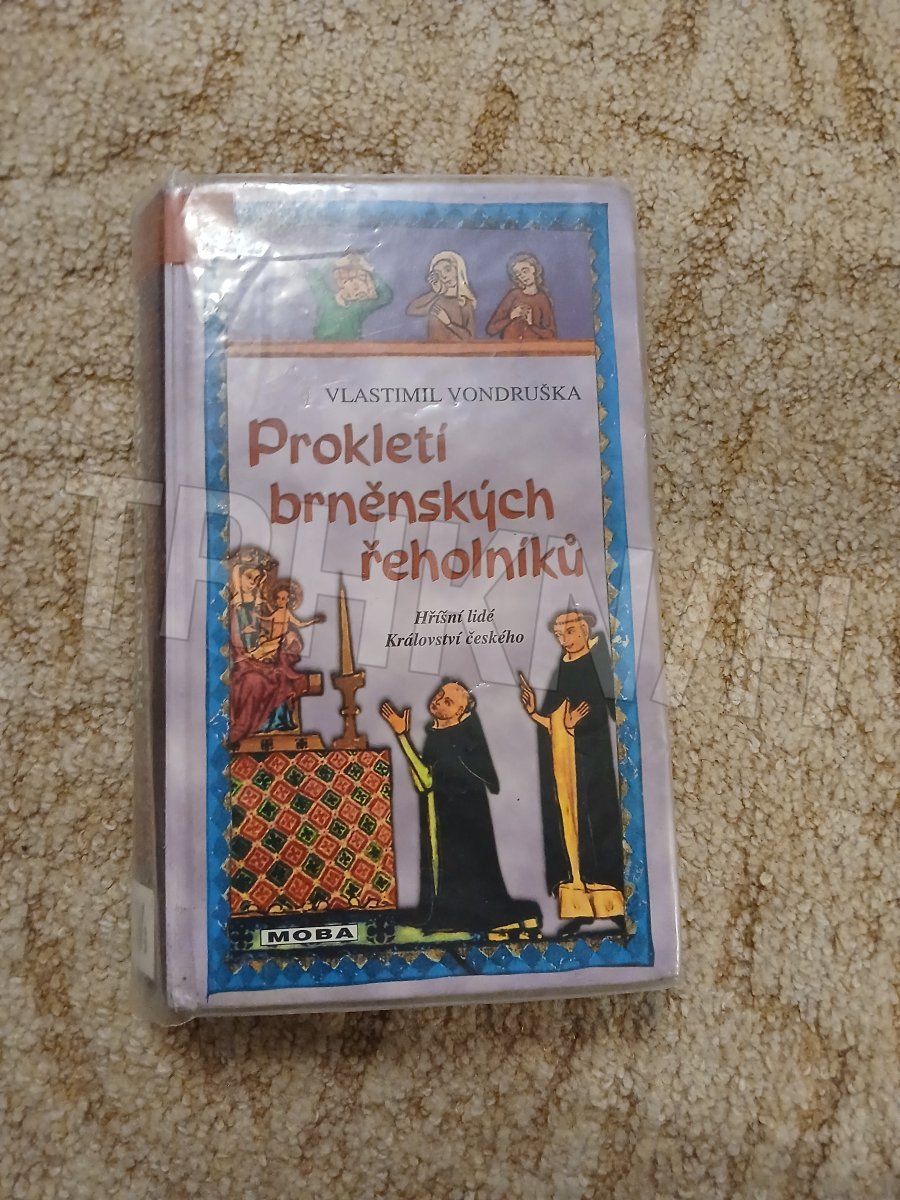 VLASTIMIL VONDRUŠKA
Prokletí
brněnských
řeholníků
Hříšní lidé
Království českého
MOBA